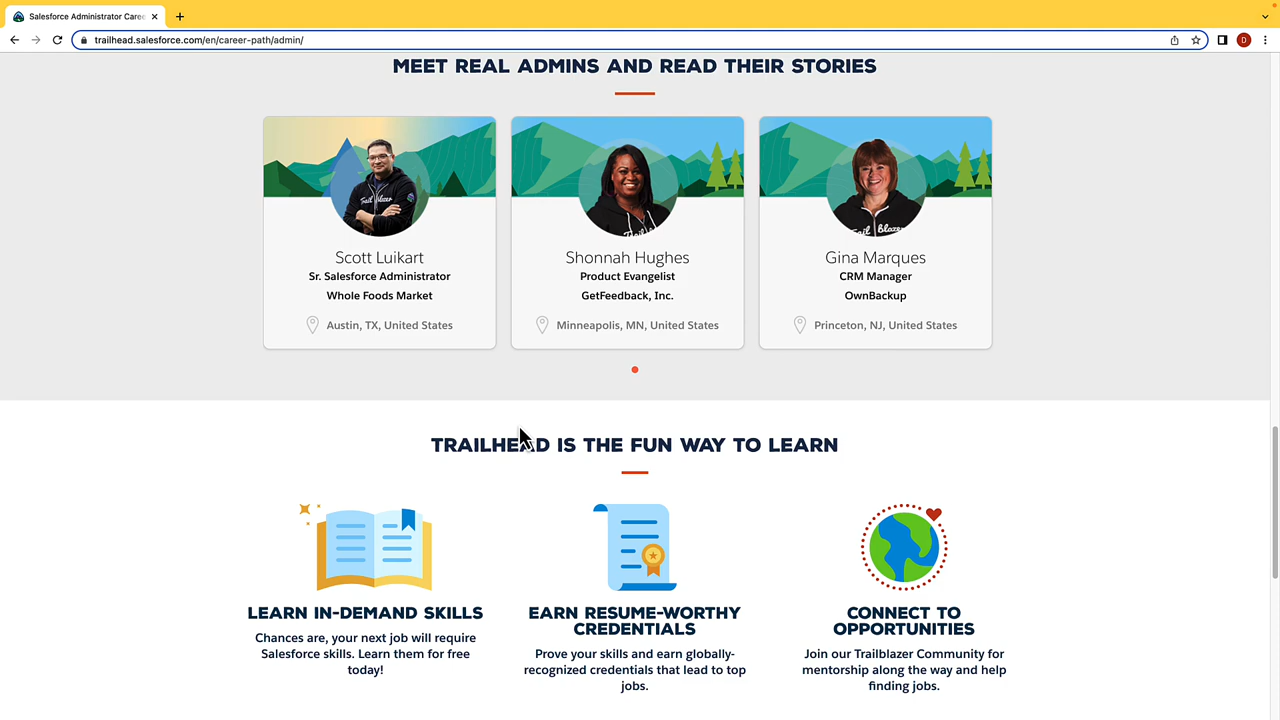 Salesforce Administrator Caree
trailhead.salesforce.com/en/career-path/admin/
D
MEET REAL ADMINS AND READ THEIR STORIES
Scott Luikart
Sr. Salesforce Administrator
Whole Foods Market
Austin, TX, United States
Shonnah Hughes
Product Evangelist
GetFeedback, Inc.
Minneapolis, MN, United States
Gina Marques
CRM Manager
OwnBackup
Princeton, NJ, United States
TRAILHEAD IS THE FUN WAY TO LEARN
LEARN IN-DEMAND SKILLS
Chances are, your next job will require
Salesforce skills. Learn them for free
today!
EARN RESUME-WORTHY
CREDENTIALS
Prove your skills and earn globally-
recognized credentials that lead to top
jobs.
CONNECT TO
OPPORTUNITIES
Join our Trailblazer Community for
mentorship along the way and help
finding jobs.